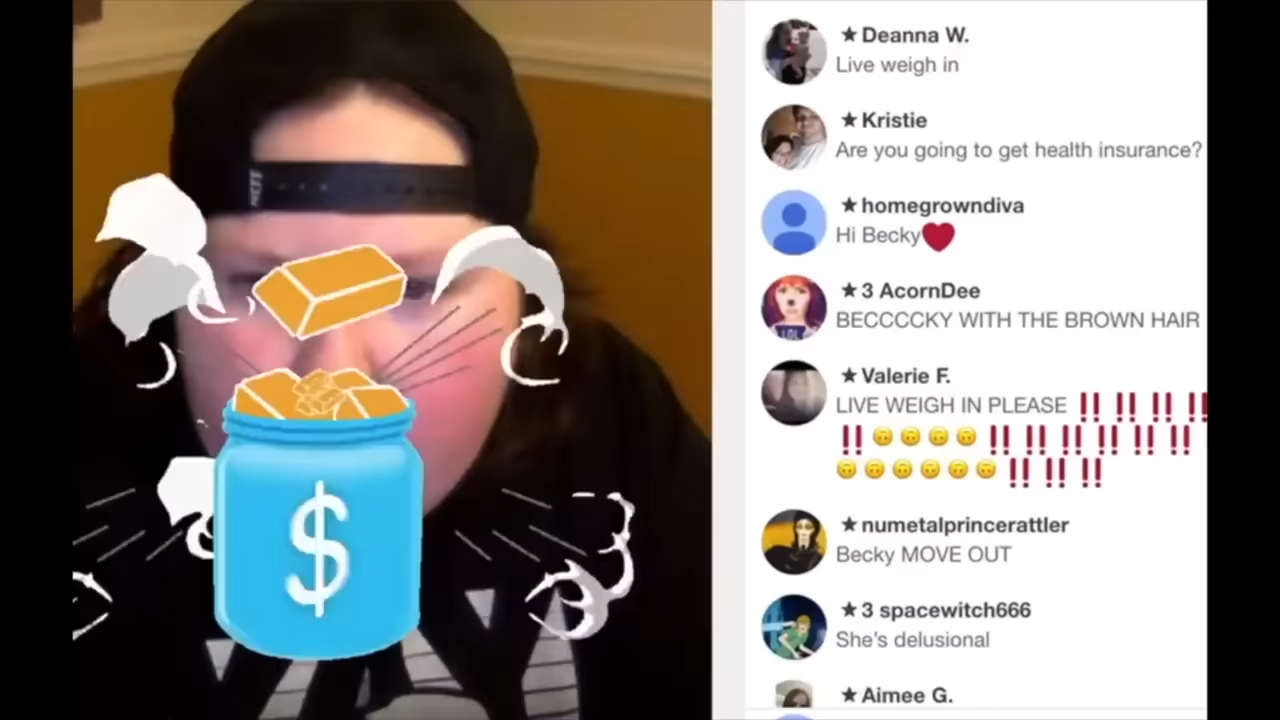 $
★ Deanna W.
Live weigh in
★ Kristie
Are you going to get health insurance?
★ homegrowndiva
Hi Becky❤️
★ 3 AcornDee
BECCCCKY WITH THE BROWN HAIR
★ Valerie F.
LIVE WEIGH IN PLEASE ‼️ ‼️ ‼️ ‼️
‼️ 🙃 🙃 🙃 🙃 ‼️ ‼️ ‼️ ‼️ ‼️ ‼️
🙃 🙃 🙃 🙃 🙃 🙃 ‼️ ‼️ ‼️
★ numetalprincerattler
Becky MOVE OUT
★ 3 spacewitch666
She's delusional
★ Aimee G.